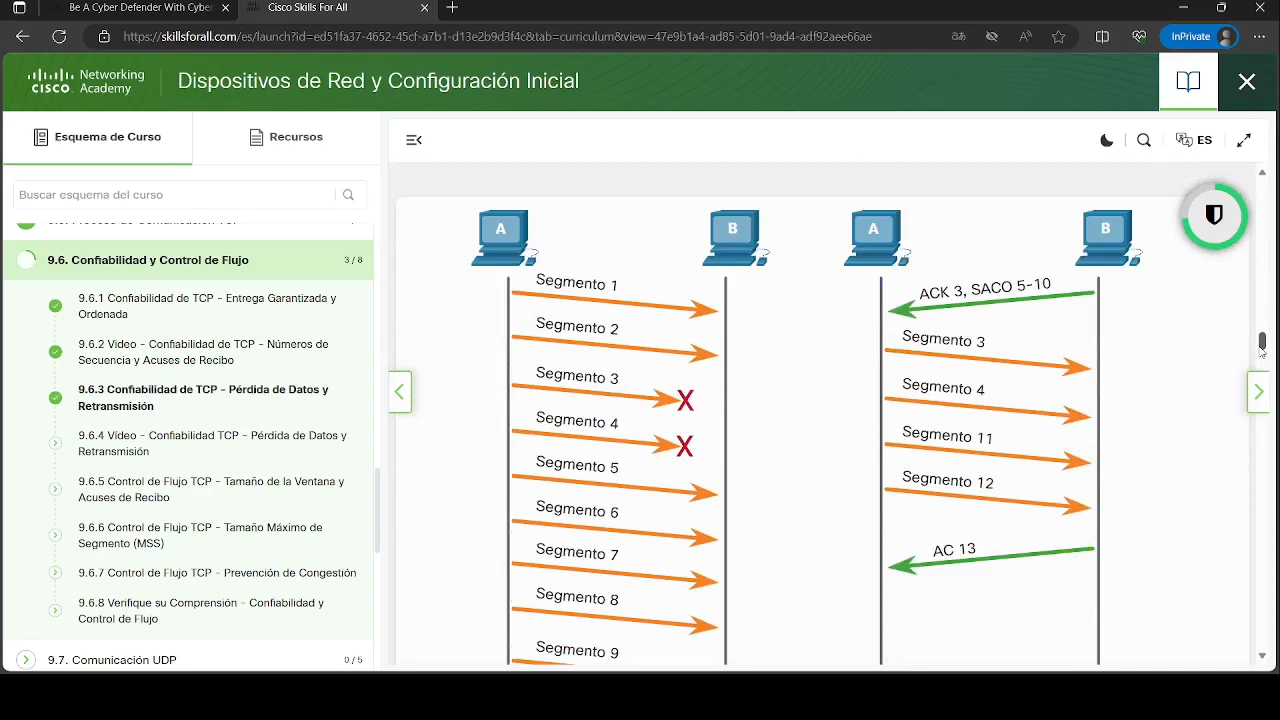 Be A Cyber Defender With Cyber
Cisco Skills For All
https://skillsforall.com/es/launch?id=ed51fa37-4652-45cf-a7b1-d13e2b9d3f4c&tab=curriculum&view=47e9b1a4-ad85-5d01-9ad4-adf92aee66ae
InPrivate
Networking
CISCO Academy
Dispositivos de Red y Configuración Inicial
Esquema de Curso
Recursos
ES
Buscar esquema del curso
9.6. Confiabilidad y Control de Flujo
3 / 8
9.6.1 Confiabilidad de TCP - Entrega Garantizada y
Ordenada
9.6.2 Video - Confiabilidad de TCP - Números de
Secuencia y Acuses de Recibo
9.6.3 Confiabilidad de TCP - Pérdida de Datos y
Retransmisión
9.6.4 Vídeo - Confiabilidad TCP - Pérdida de Datos y
Retransmisión
9.6.5 Control de Flujo TCP - Tamaño de la Ventana y
Acuses de Recibo
9.6.6 Control de Flujo TCP - Tamaño Máximo de
Segmento (MSS)
9.6.7 Control de Flujo TCP - Prevención de Congestión
9.6.8 Verifique su Comprensión - Confiabilidad y
Control de Flujo
9.7. Comunicación UDP
0 / 5
A
B
Segmento 1
Segmento 2
Segmento 3
X
Segmento 4
X
Segmento 5
Segmento 6
Segmento 7
Segmento 8
Segmento 9
A
B
ACK 3, SACO 5-10
Segmento 3
Segmento 4
Segmento 11
Segmento 12
AC 13